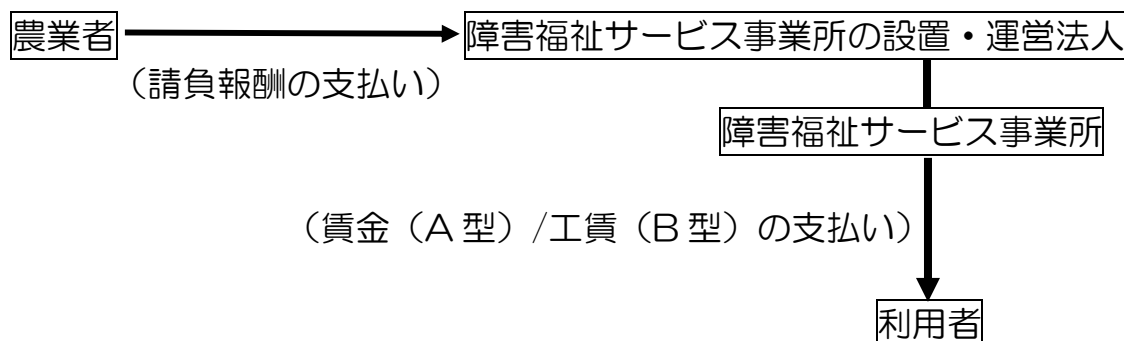 農業者 障害福祉サービス事業所の設置・運営法人
（請負報酬の支払い）
障害福祉サービス事業所
（賃金（A型）/工賃（B型）の支払い）
利用者